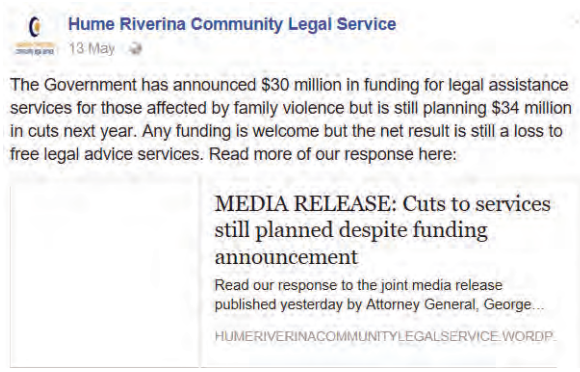 Hume Riverina Community Legal Service
13 May
The Government has announced $30 million in funding for legal assistance
services for those affected by family violence but is still planning $34 million
in cuts next year. Any funding is welcome but the net result is still a loss to
free legal advice services. Read more of our response here:
MEDIA RELEASE: Cuts to services
still planned despite funding
announcement
Read our response to the joint media release
published yesterday by Attorney General, George...
HUMERIVERINACOMMUNITYLEGALSERVICE.WORDP.